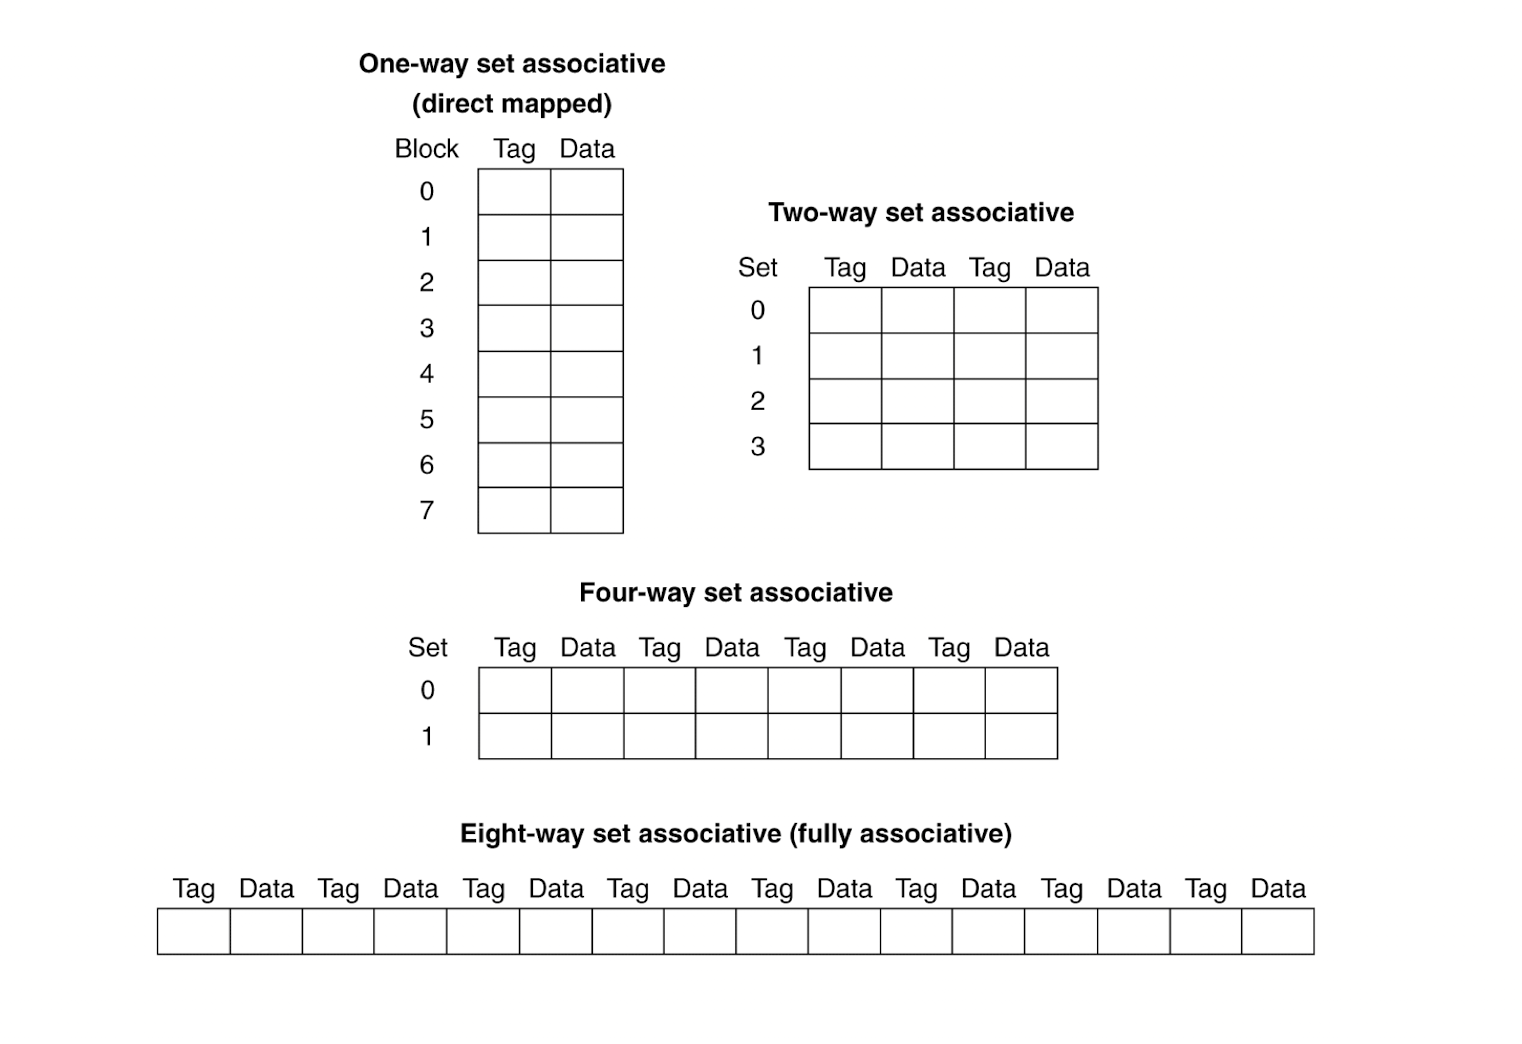 One-way set associative
(direct mapped)
Block Tag Data
0
1
2
3
4
5
6
7
Two-way set associative
Set Tag Data Tag Data
0
1
2
3
Four-way set associative
Set Tag Data Tag Data Tag Data Tag Data
0
1
Eight-way set associative (fully associative)
Tag Data Tag Data Tag Data Tag Data Tag Data Tag Data Tag Data Tag Data